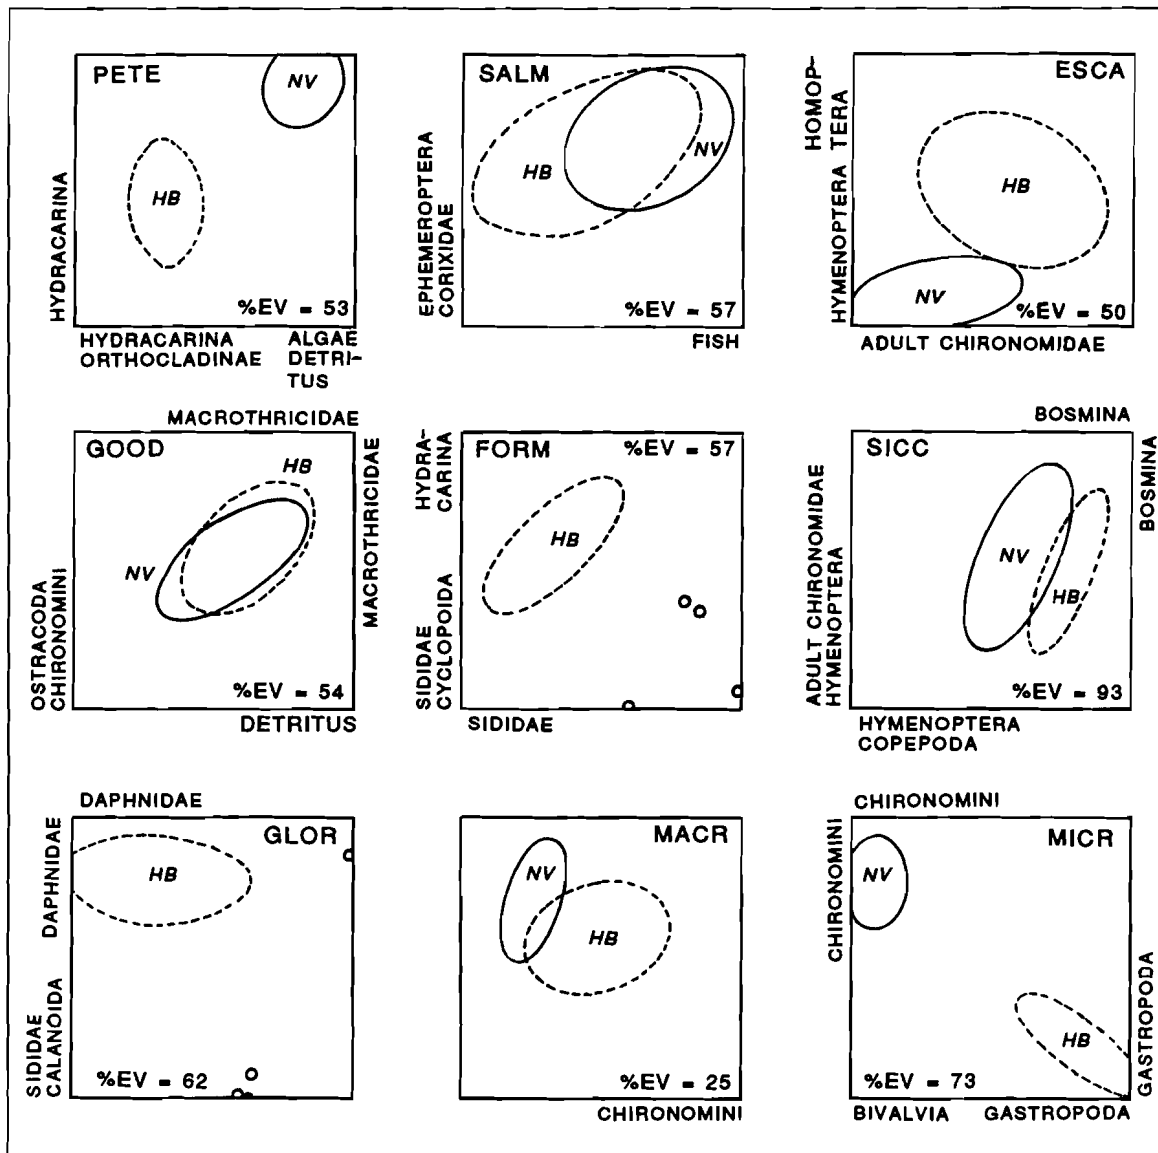 PETE
NV
HB
HYDRACARINA
%EV = 53
HYDRACARINA
ORTHOCLADINAE
ALGAE
DETRI-
TUS
SALM
HB
NV
EPHEMEROPTERA
CORIXIDAE
%EV = 57
FISH
ESCA
HOMOP-
TERA
HYMENOPTERA
HB
NV
%EV = 50
ADULT CHIRONOMIDAE
MACROTHRICIDAE
GOOD
HB
NV
MACROTHRICIDAE
OSTRACODA
CHIRONOMINI
%EV = 54
DETRITUS
HYDRA-
CARINA
FORM
%EV = 57
HB
SIDIDAE
CYCLOPOIDA
SIDIDAE
BOSMINA
SICC
BOSMINA
NV
HB
ADULT CHIRONOMIDAE
HYMENOPTERA
%EV = 93
HYMENOPTERA
COPEPODA
DAPHNIDAE
GLOR
DAPHNIDAE
HB
SIDIDAE
CALANOIDA
%EV = 62
MACR
NV
HB
%EV = 25
CHIRONOMINI
CHIRONOMINI
MICR
CHIRONOMINI
NV
HB
GASTROPODA
%EV = 73
BIVALVIA
GASTROPODA